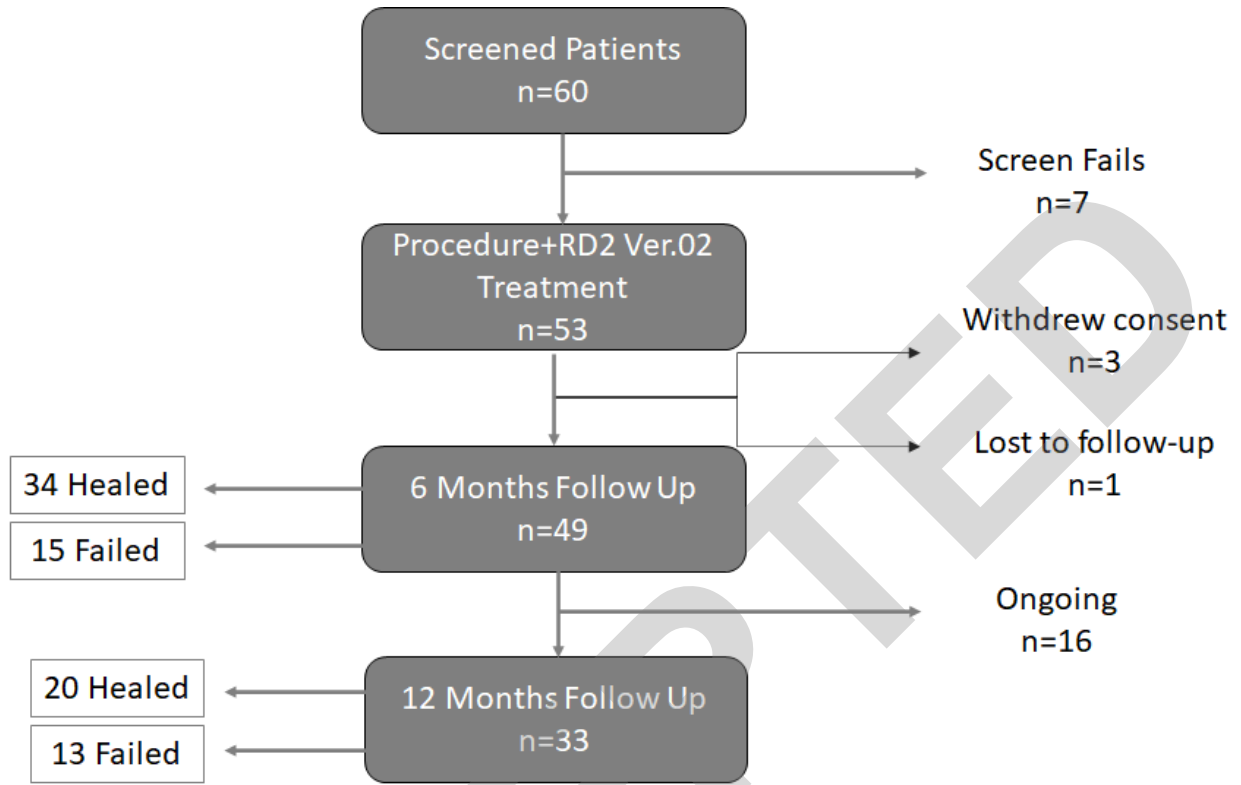 Screened Patients
n=60
Screen Fails
n=7
Procedure+RD2 Ver.02
Treatment
n=53
Withdrew consent
n=3
Lost to follow-up
n=1
34 Healed
15 Failed
6 Months Follow Up
n=49
Ongoing
n=16
20 Healed
13 Failed
12 Months Follow Up
n=33
PTED